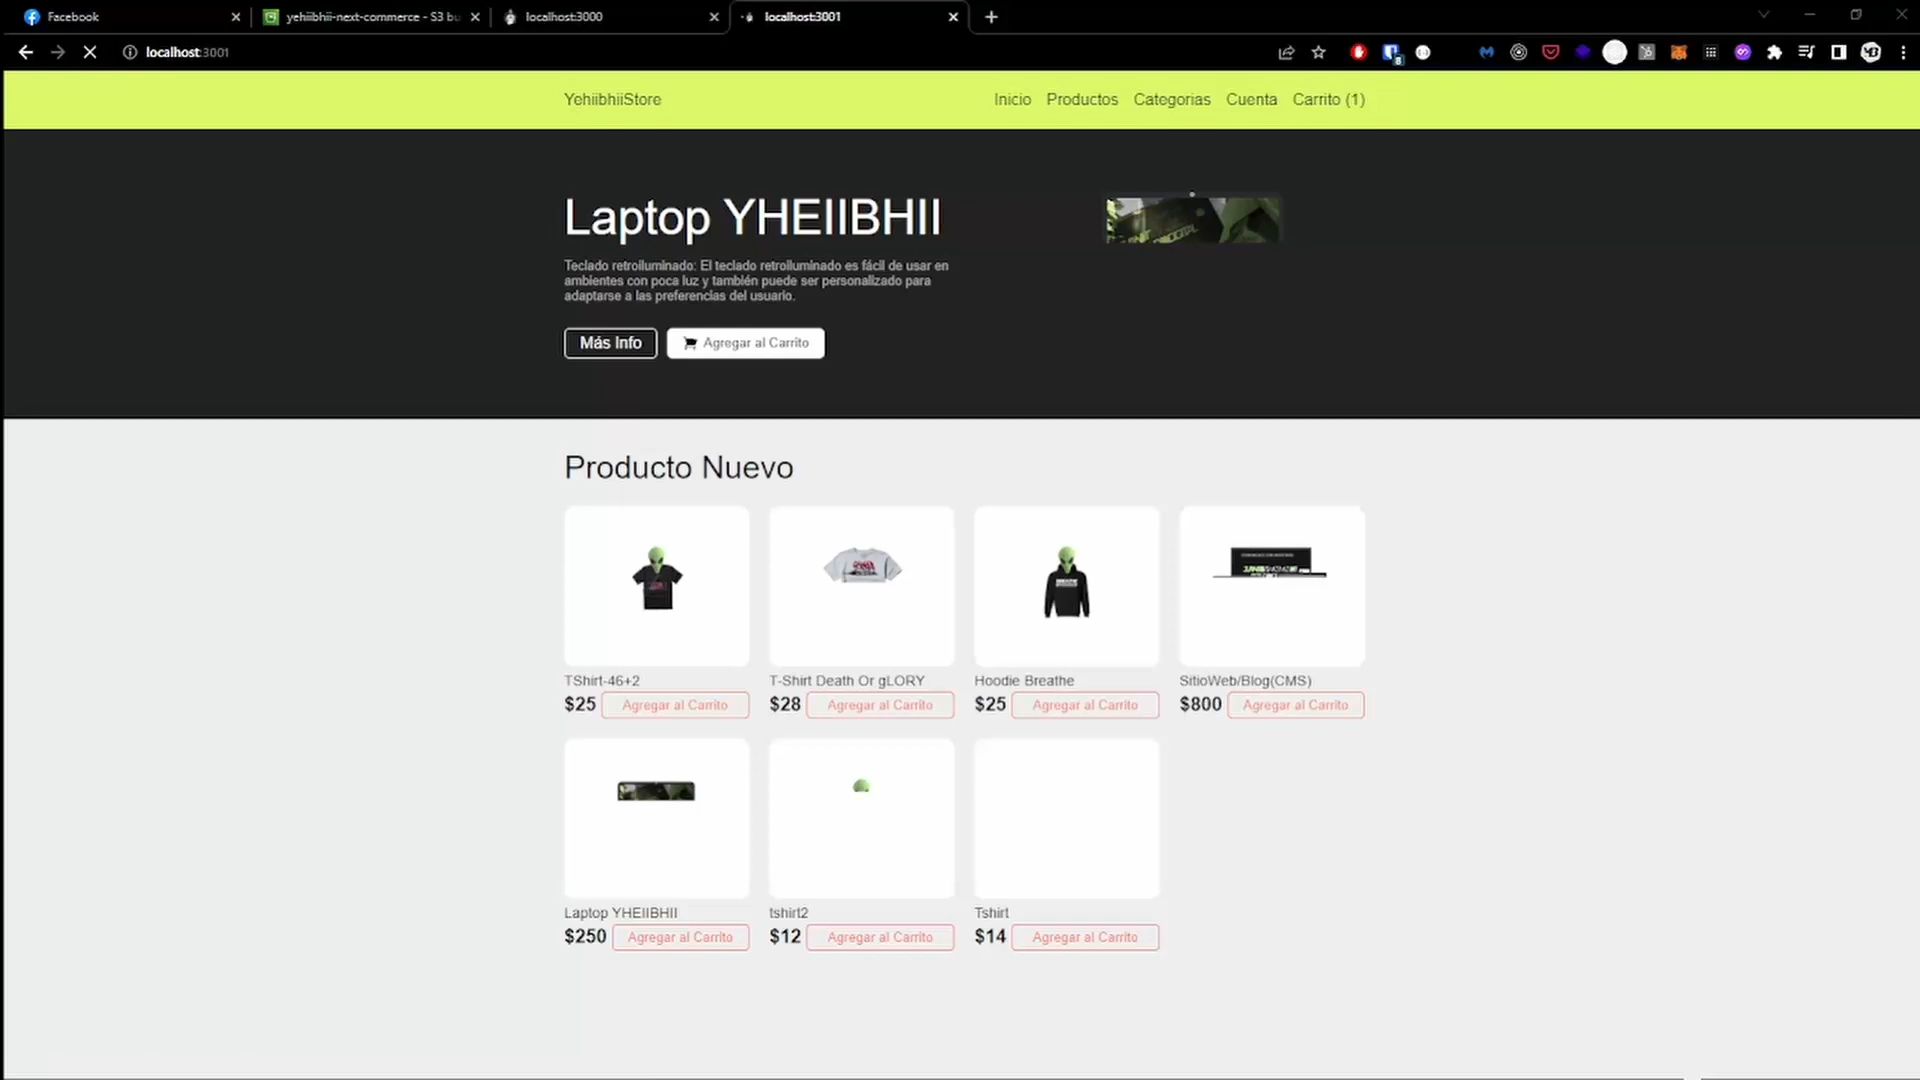 Facebook
yehiibhii-next-commerce - S3 bu
localhost:3000
localhost:3001
localhost:3001
YehiibhiiStore
Inicio Productos Categorias Cuenta Carrito (1)
Laptop YHEIIBHII
Teclado retroiluminado: El teclado retroiluminado es fácil de usar en
ambientes con poca luz y también puede ser personalizado para
adaptarse a las preferencias del usuario.
Más Info
Agregar al Carrito
Producto Nuevo
TShirt-46+2
$25 Agregar al Carrito
T-Shirt Death Or gLORY
$28 Agregar al Carrito
Hoodie Breathe
$25 Agregar al Carrito
SitioWeb/Blog(CMS)
$800 Agregar al Carrito
Laptop YHEIIBHII
$250 Agregar al Carrito
tshirt2
$12 Agregar al Carrito
Tshirt
$14 Agregar al Carrito